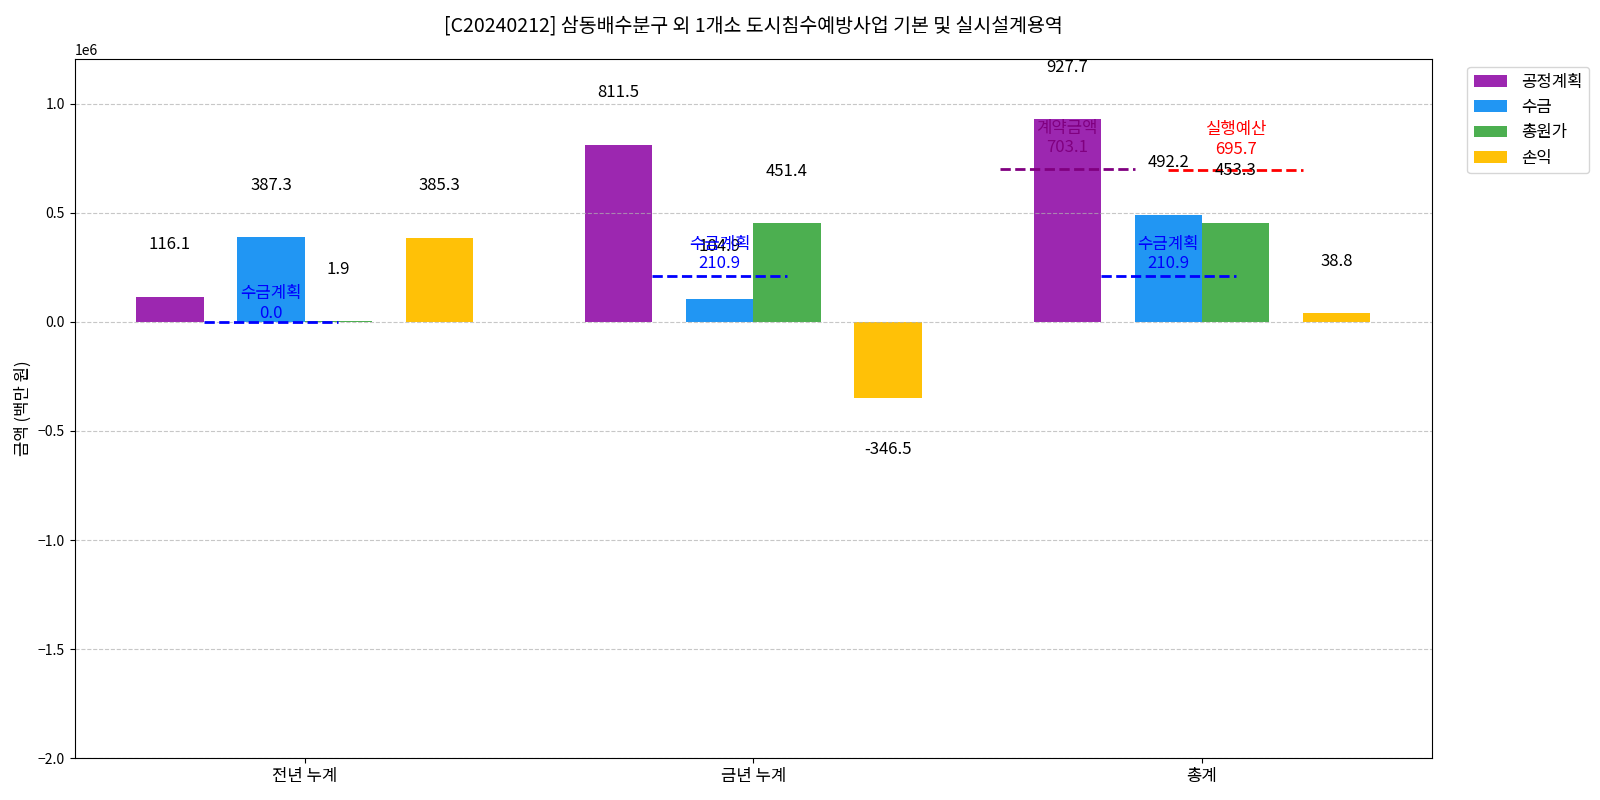 [C20240212] 삼동배수분구 외 1개소 도시침수예방사업 기본 및 실시설계용역
1e6
1.0
0.5
0.0
−0.5
−1.0
−1.5
−2.0
금액 (백만 원)
116.1
387.3
수금계획
0.0
1.9
385.3
811.5
104.9
수금계획
210.9
451.4
-346.5
927.7
계약금액
703.1
492.2
수금계획
210.9
실행예산
695.7
453.3
38.8
전년 누계
금년 누계
총계
공정계획
수금
총원가
손익